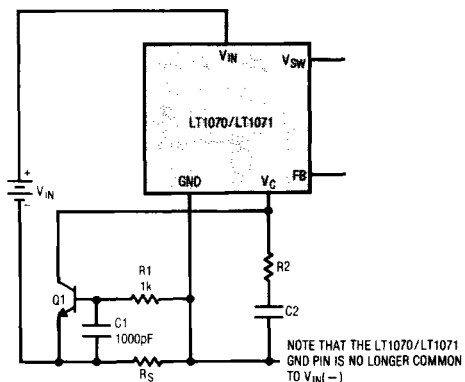 VIN
VSW
LT1070/LT1071
GND
VC
FB
+
VIN
−
R1
1k
R2
Q1
C1
1000pF
C2
RS
NOTE THAT THE LT1070/LT1071
GND PIN IS NO LONGER COMMON
TO VIN(−)